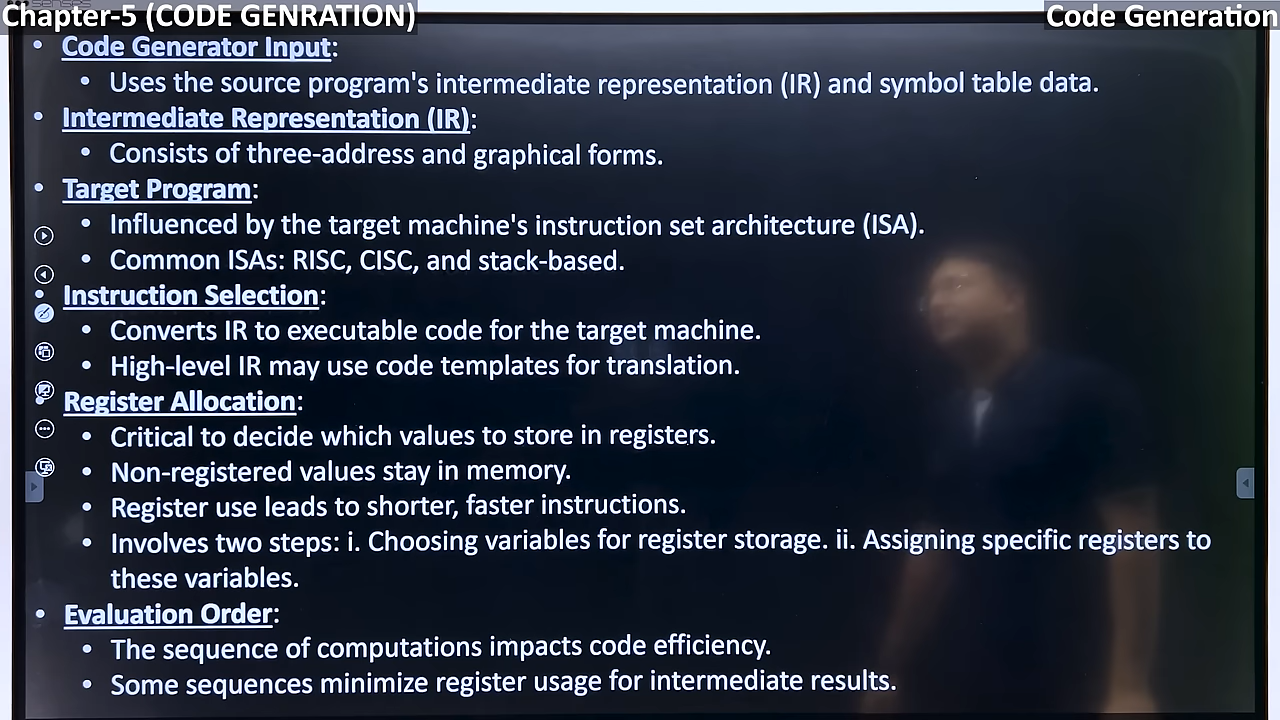 Chapter-5 (CODE GENRATION)
Code Generation
• Code Generator Input:
• Uses the source program's intermediate representation (IR) and symbol table data.
• Intermediate Representation (IR):
• Consists of three-address and graphical forms.
• Target Program:
• Influenced by the target machine's instruction set architecture (ISA).
• Common ISAs: RISC, CISC, and stack-based.
• Instruction Selection:
• Converts IR to executable code for the target machine.
• High-level IR may use code templates for translation.
• Register Allocation:
• Critical to decide which values to store in registers.
• Non-registered values stay in memory.
• Register use leads to shorter, faster instructions.
• Involves two steps: i. Choosing variables for register storage. ii. Assigning specific registers to
these variables.
• Evaluation Order:
• The sequence of computations impacts code efficiency.
• Some sequences minimize register usage for intermediate results.